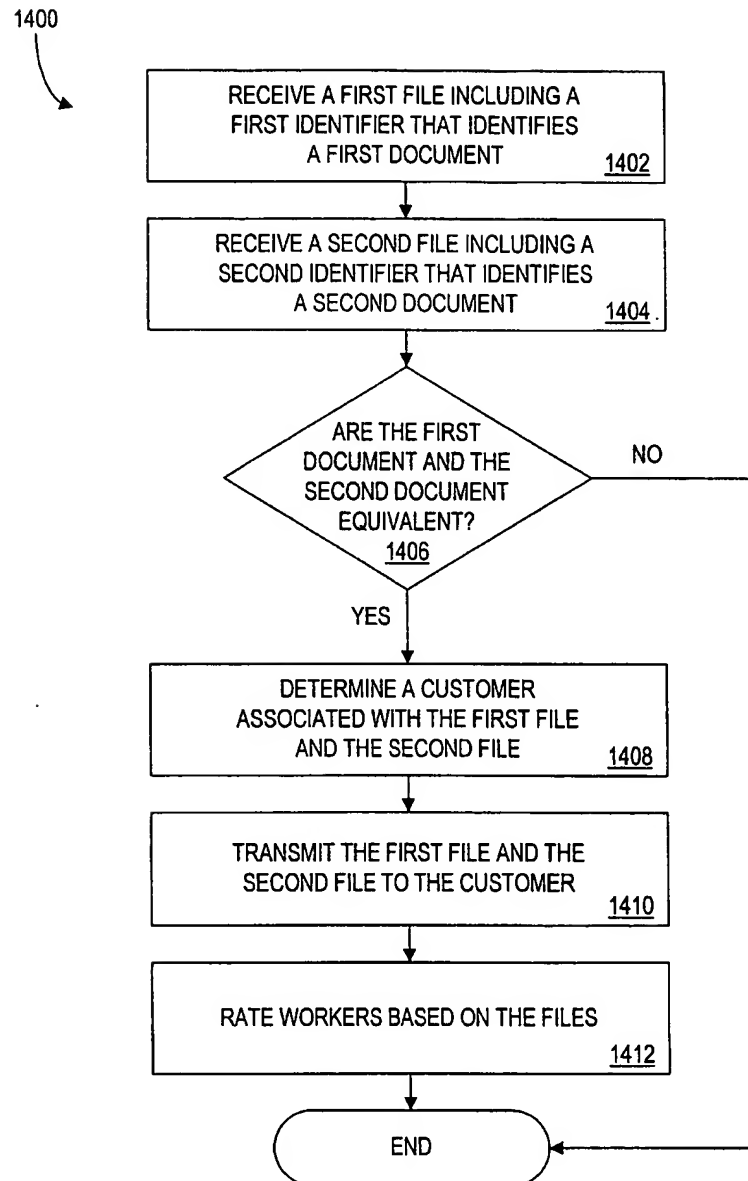 1400
RECEIVE A FIRST FILE INCLUDING A
FIRST IDENTIFIER THAT IDENTIFIES
A FIRST DOCUMENT
1402
RECEIVE A SECOND FILE INCLUDING A
SECOND IDENTIFIER THAT IDENTIFIES
A SECOND DOCUMENT
1404
ARE THE FIRST
DOCUMENT AND THE
SECOND DOCUMENT
EQUIVALENT?
1406
NO
YES
DETERMINE A CUSTOMER
ASSOCIATED WITH THE FIRST FILE
AND THE SECOND FILE
1408
TRANSMIT THE FIRST FILE AND THE
SECOND FILE TO THE CUSTOMER
1410
RATE WORKERS BASED ON THE FILES
1412
END